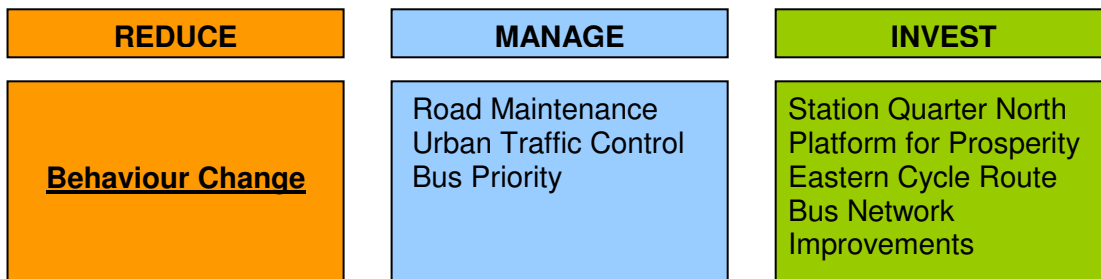 REDUCE
MANAGE
INVEST
Behaviour Change
Road Maintenance
Urban Traffic Control
Bus Priority
Station Quarter North
Platform for Prosperity
Eastern Cycle Route
Bus Network
Improvements